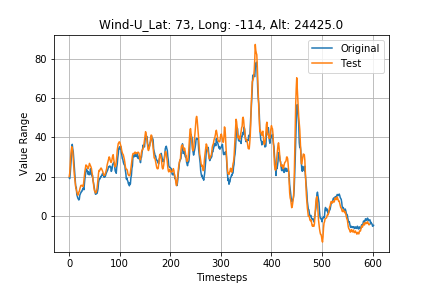 Wind-U_Lat: 73, Long: -114, Alt: 24425.0
Original
Test
Value Range
80
60
40
20
0
0 100 200 300 400 500 600
Timesteps